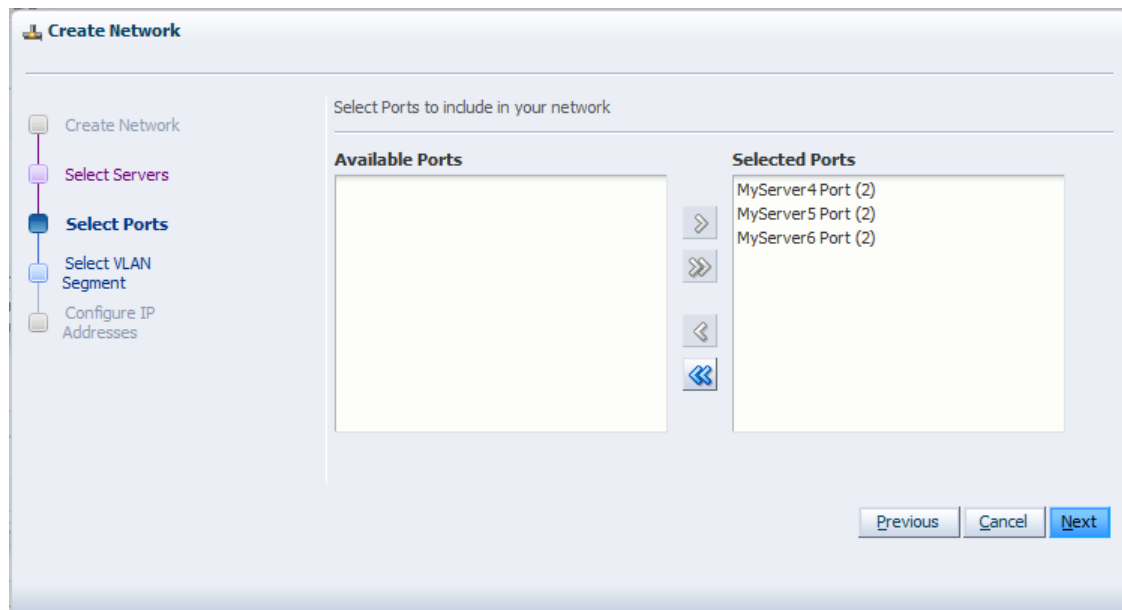 Create Network
Create Network
Select Servers
Select Ports
Select VLAN
Segment
Configure IP
Addresses
Select Ports to include in your network
Available Ports
Selected Ports
MyServer4 Port (2)
MyServer5 Port (2)
MyServer6 Port (2)
Previous
Cancel
Next